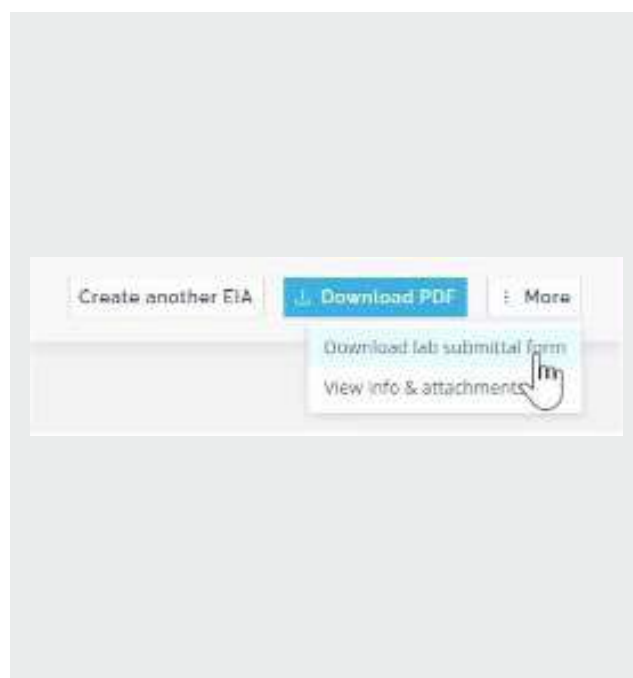 Create another EIA Download PDF More
Download lab submittal form
View info & attachments